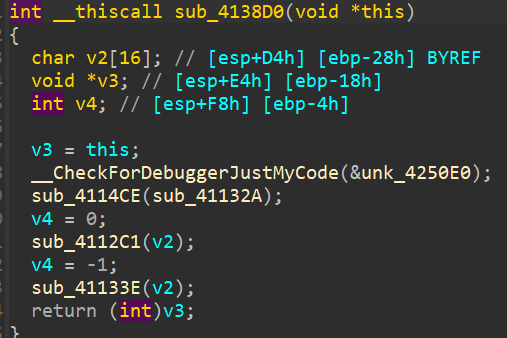 int __thiscall sub_4138D0(void *this)
{
char v2[16]; // [esp+D4h] [ebp-28h] BYREF
void *v3; // [esp+E4h] [ebp-18h]
int v4; // [esp+F8h] [ebp-4h]
v3 = this;
__CheckForDebuggerJustMyCode(&unk_4250E0);
sub_4114CE(sub_41132A);
v4 = 0;
sub_4112C1(v2);
v4 = -1;
sub_41133E(v2);
return (int)v3;
}